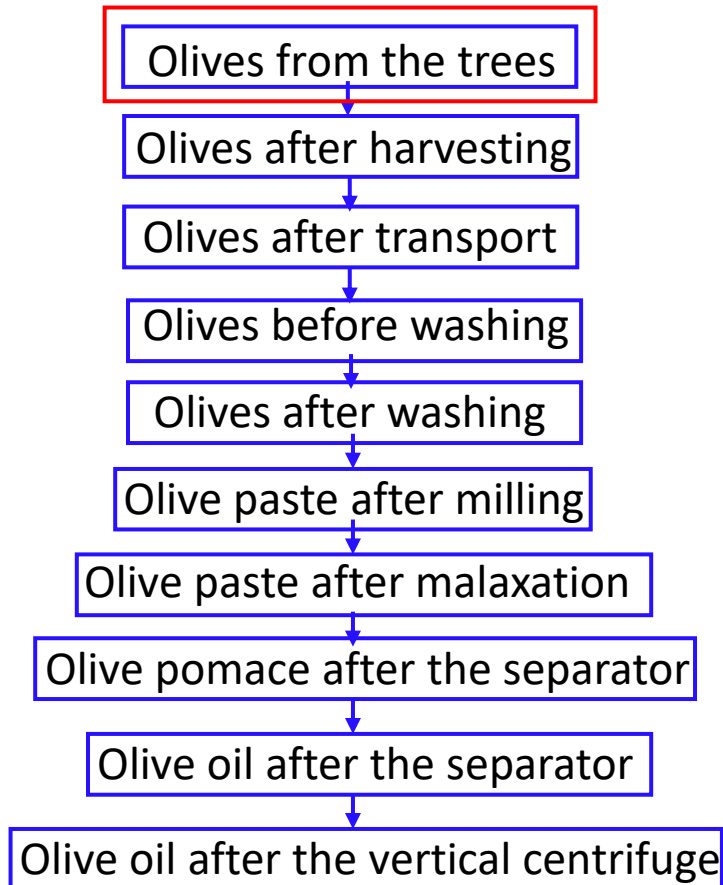 Olives from the trees
Olives after harvesting
Olives after transport
Olives before washing
Olives after washing
Olive paste after milling
Olive paste after malaxation
Olive pomace after the separator
Olive oil after the separator
Olive oil after the vertical centrifuge